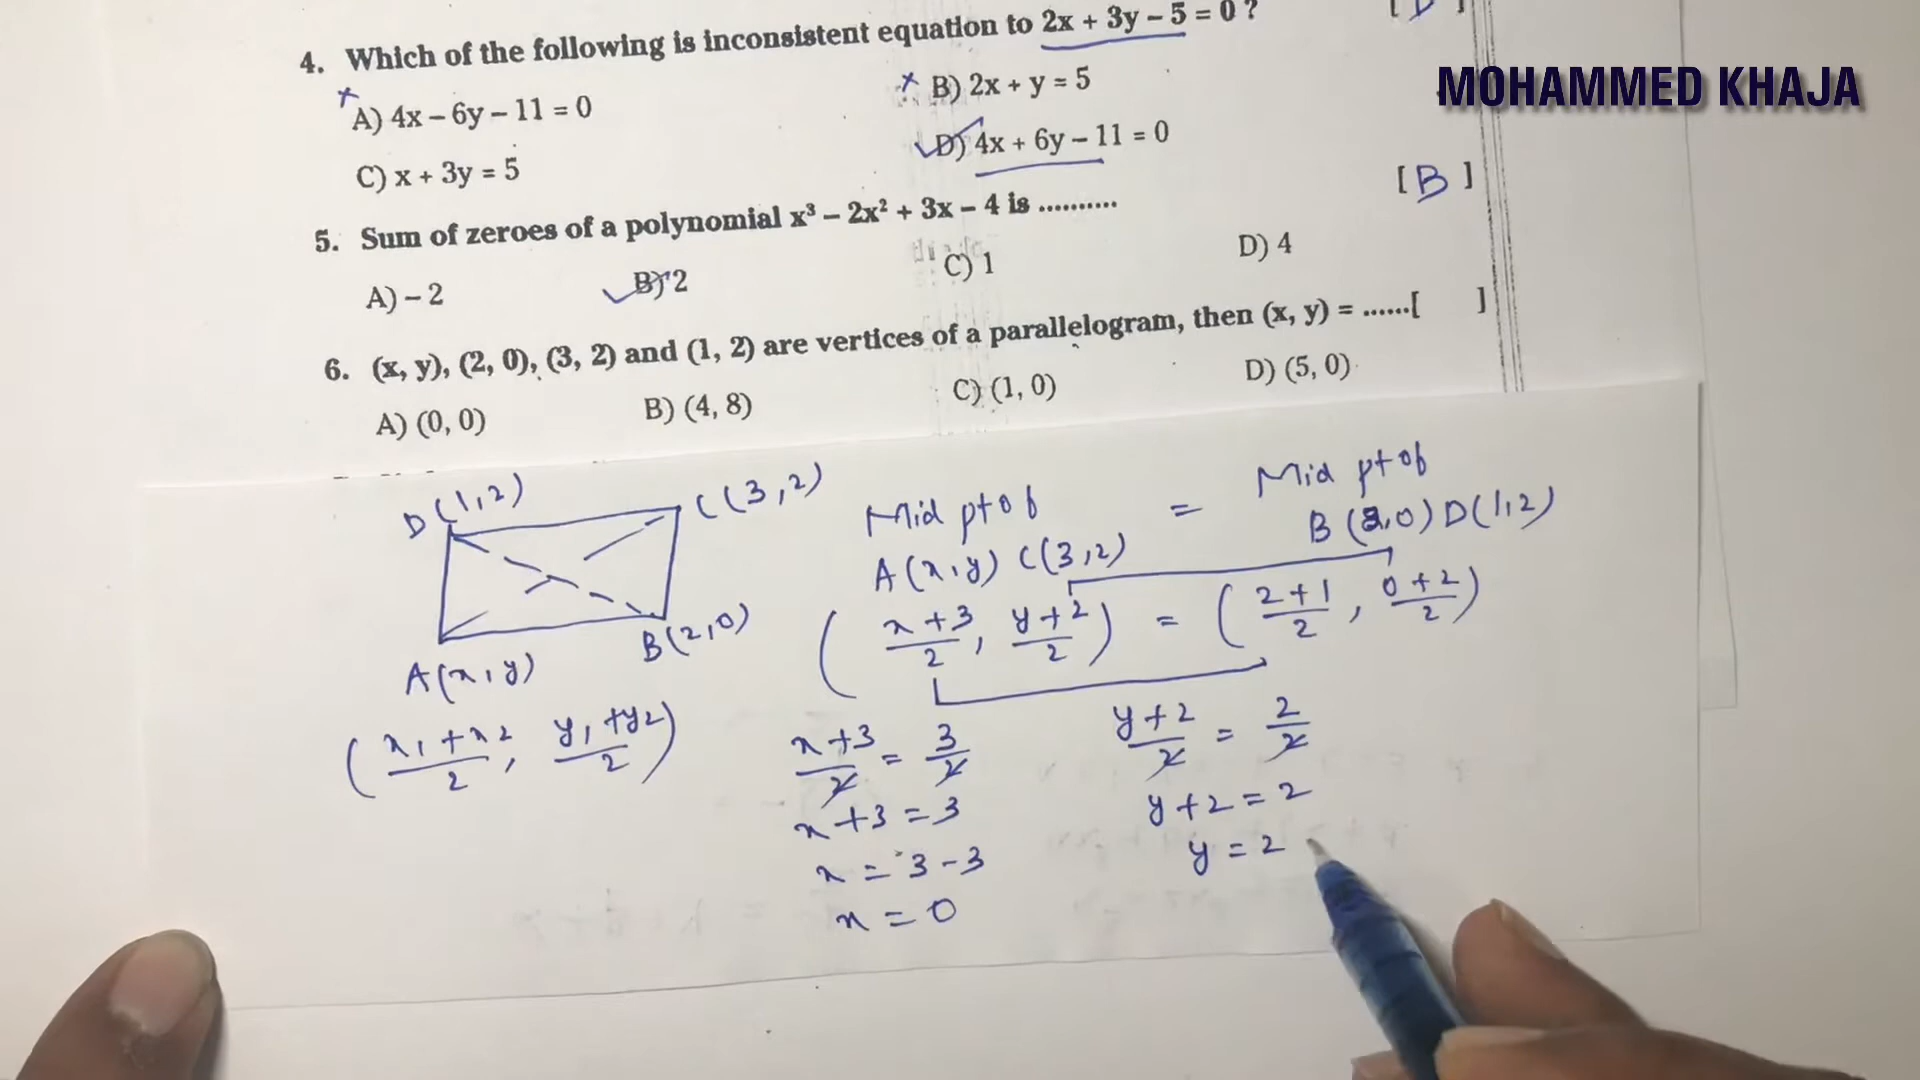 4. Which of the following is inconsistent equation to 2x + 3y – 5 = 0 ? [ D ]
MOHAMMED KHAJA
A) 4x – 6y – 11 = 0 B) 2x + y = 5
C) x + 3y = 5 D) 4x + 6y – 11 = 0
5. Sum of zeroes of a polynomial x³ – 2x² + 3x – 4 is .......... [ B ]
A) – 2 B) 2 C) 1 D) 4
6. (x, y), (2, 0), (3, 2) and (1, 2) are vertices of a parallelogram, then (x, y) = ......[ ]
A) (0, 0) B) (4, 8) C) (1, 0) D) (5, 0)
D(1,2) C(3,2)
A(x,y) B(2,0)
(x₁+x₂/2, y₁+y₂/2)
Mid pt of = Mid pt of
A(x,y) C(3,2) B(2,0) D(1,2)
(x+3/2, y+2/2) = (2+1/2, 0+2/2)
x+3/2 = 3/2 y+2/2 = 2/2
x+3 = 3 y+2 = 2
x = 3-3 y = 2
x = 0